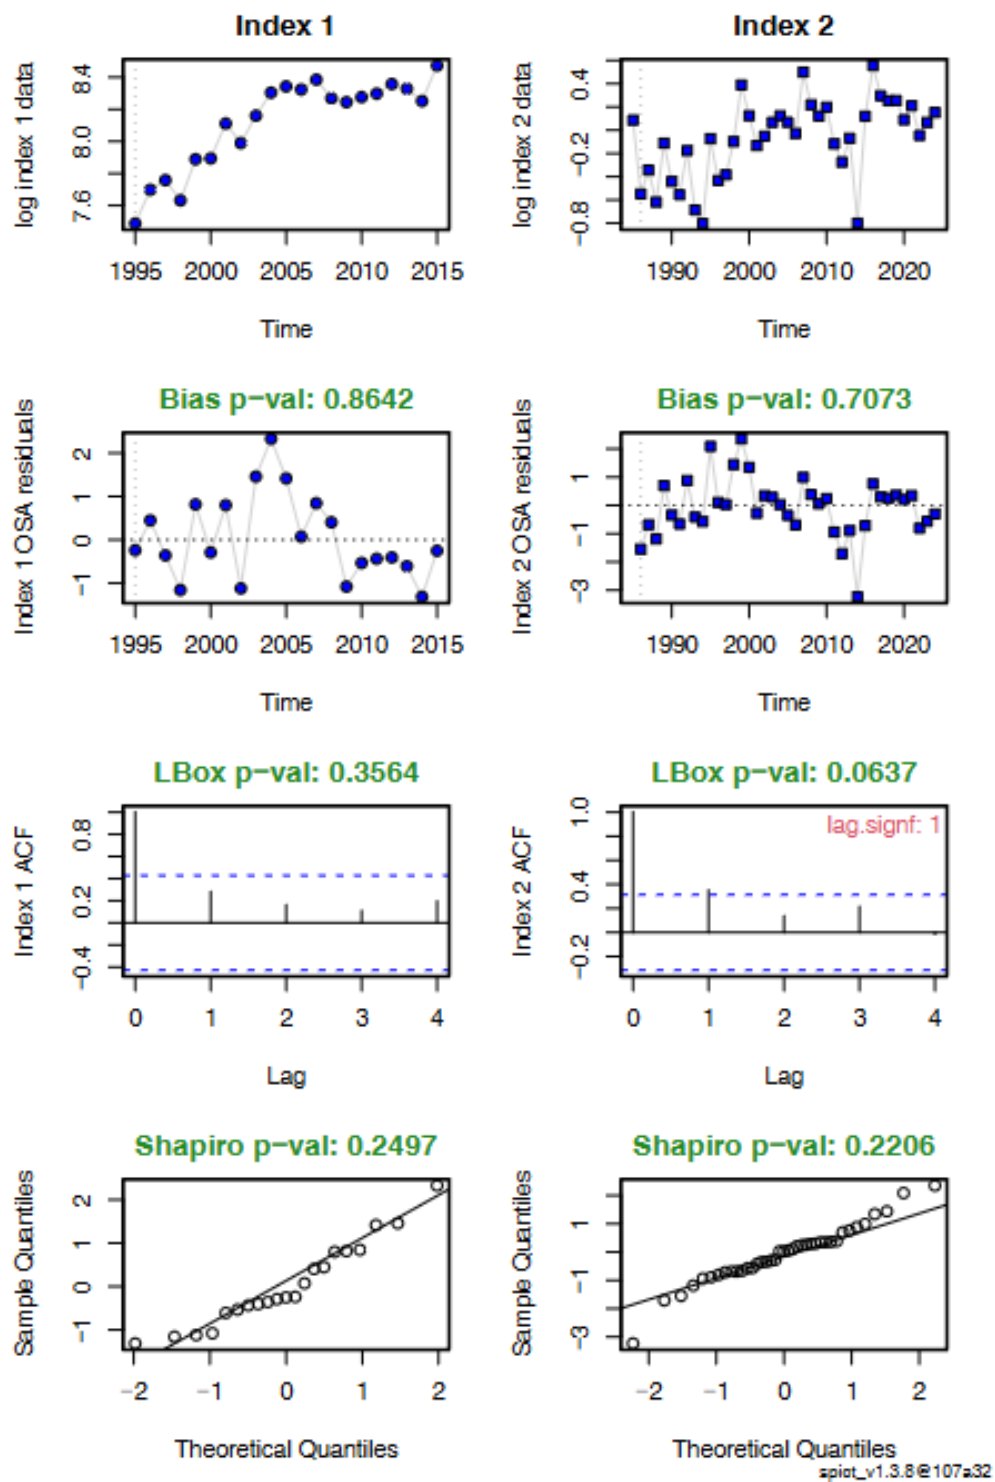 Index 1
log index 1 data
7.6 8.0 8.4
1995 2000 2005 2010 2015
Time
Index 2
log index 2 data
−0.8 −0.2 0.4
1990 2000 2010 2020
Time
Bias p−val: 0.8642
Index 1 OSA residuals
−1 0 1 2
1995 2000 2005 2010 2015
Time
Bias p−val: 0.7073
Index 2 OSA residuals
−3 −1 1
1990 2000 2010 2020
Time
LBox p−val: 0.3564
Index 1 ACF
−0.4 0.2 0.8
0 1 2 3 4
Lag
LBox p−val: 0.0637
lag.signf: 1
Index 2 ACF
−0.2 0.4 1.0
0 1 2 3 4
Lag
Shapiro p−val: 0.2497
Sample Quantiles
−1 0 1 2
−2 −1 0 1 2
Theoretical Quantiles
Shapiro p−val: 0.2206
Sample Quantiles
−3 −1 1
−2 −1 0 1 2
Theoretical Quantiles
spict_v1.3.8@107a32